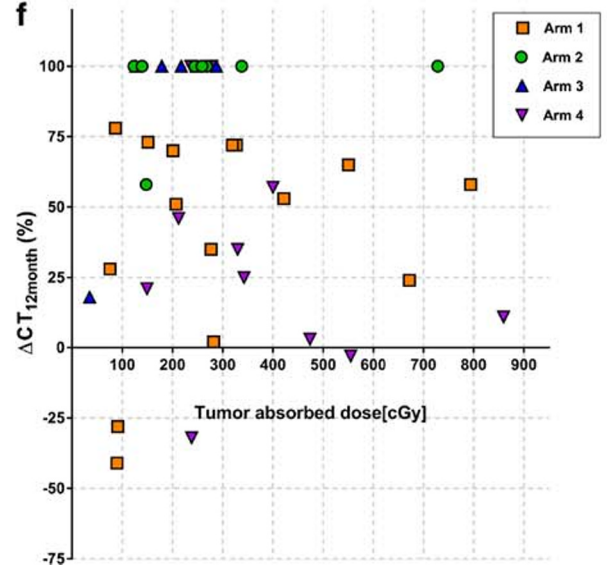 f
Arm 1
Arm 2
Arm 3
Arm 4
ΔCT12month (%)
100
75
50
25
0
-25
-50
-75
100 200 300 400 500 600 700 800 900
Tumor absorbed dose[cGy]